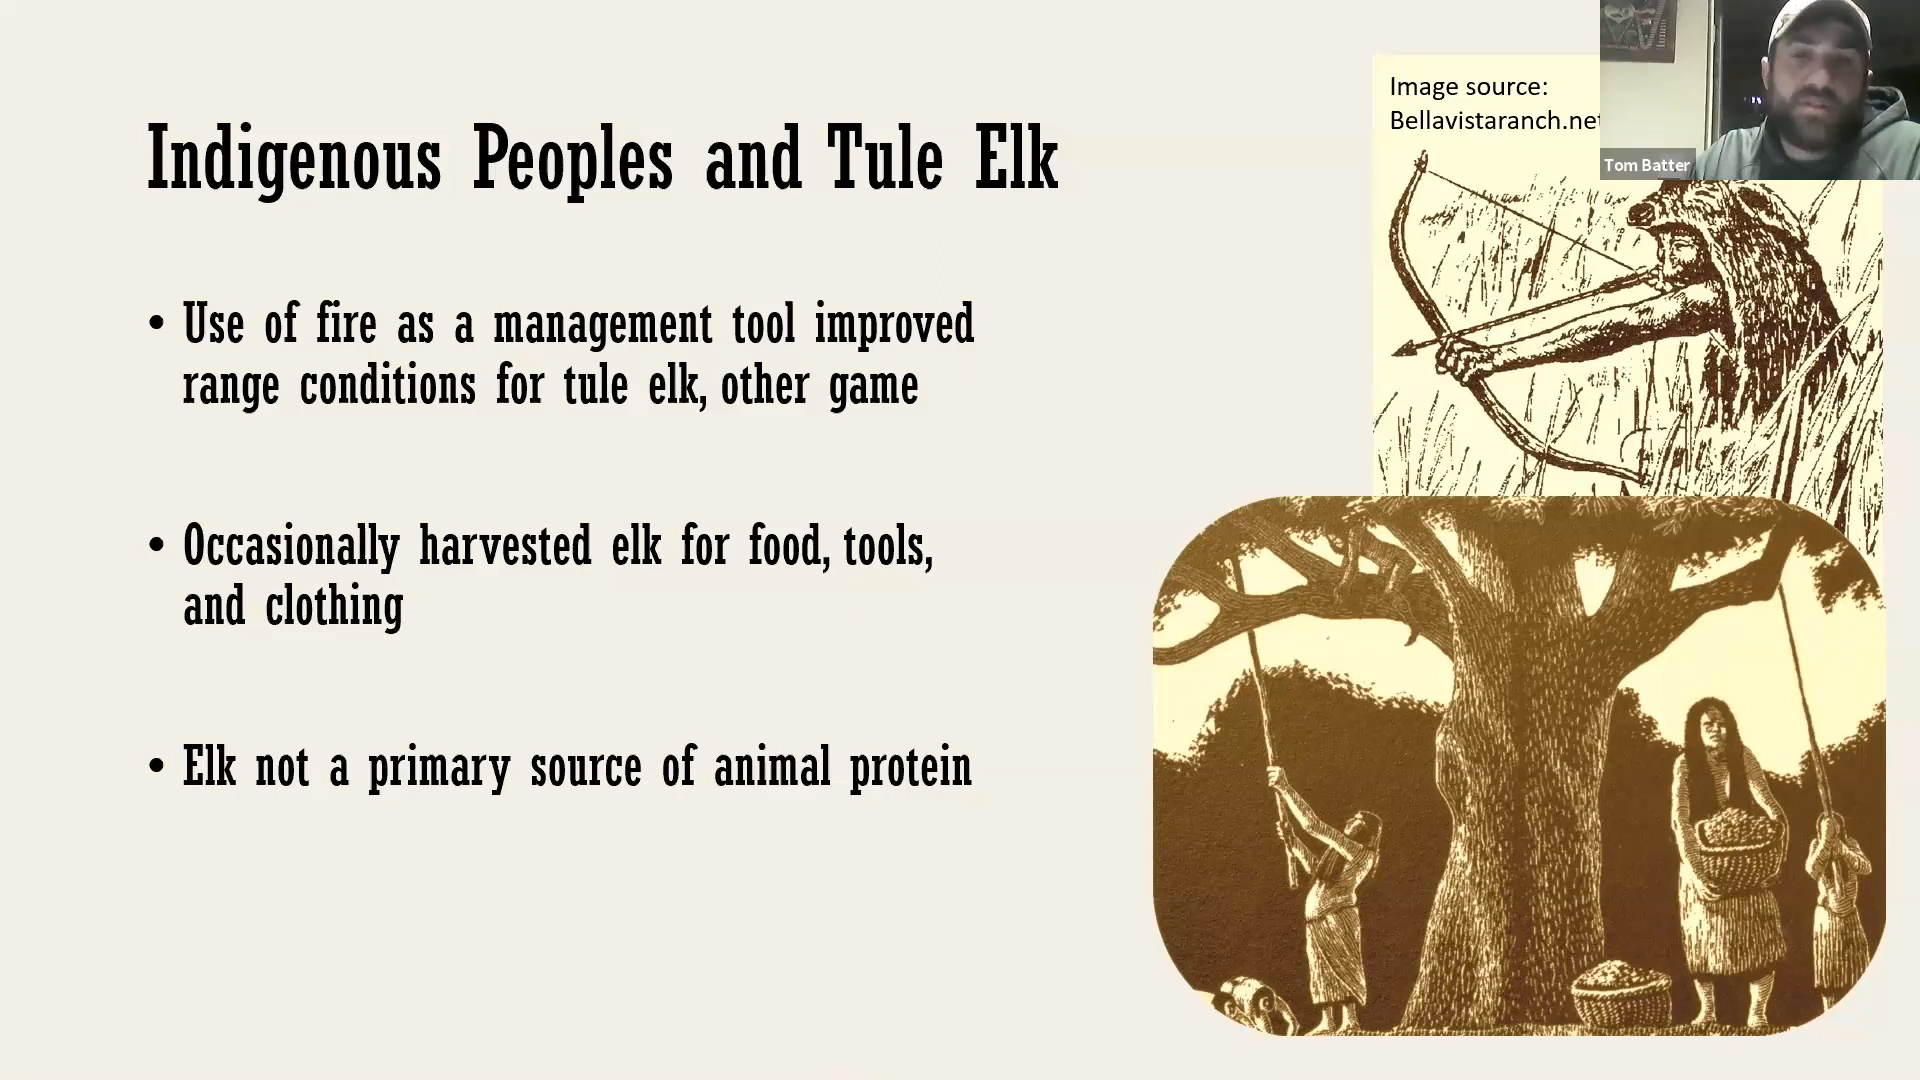 Indigenous Peoples and Tule Elk
• Use of fire as a management tool improved
range conditions for tule elk, other game
• Occasionally harvested elk for food, tools,
and clothing
• Elk not a primary source of animal protein
Image source:
Bellavistaranch.net
Tom Batter